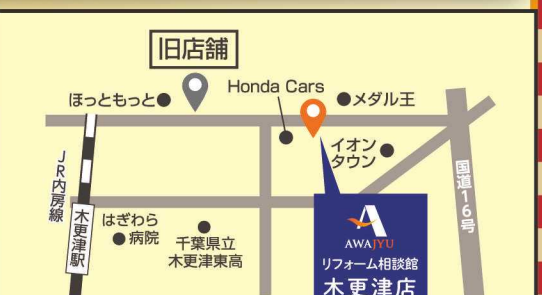 旧店舗
ほっともっと
Honda Cars
メダル王
イオン
タウン
国道16号
JR内房線
木更津駅
はぎわら
病院
千葉県立
木更津東高
AWAJYU
リフォーム相談館
木更津店